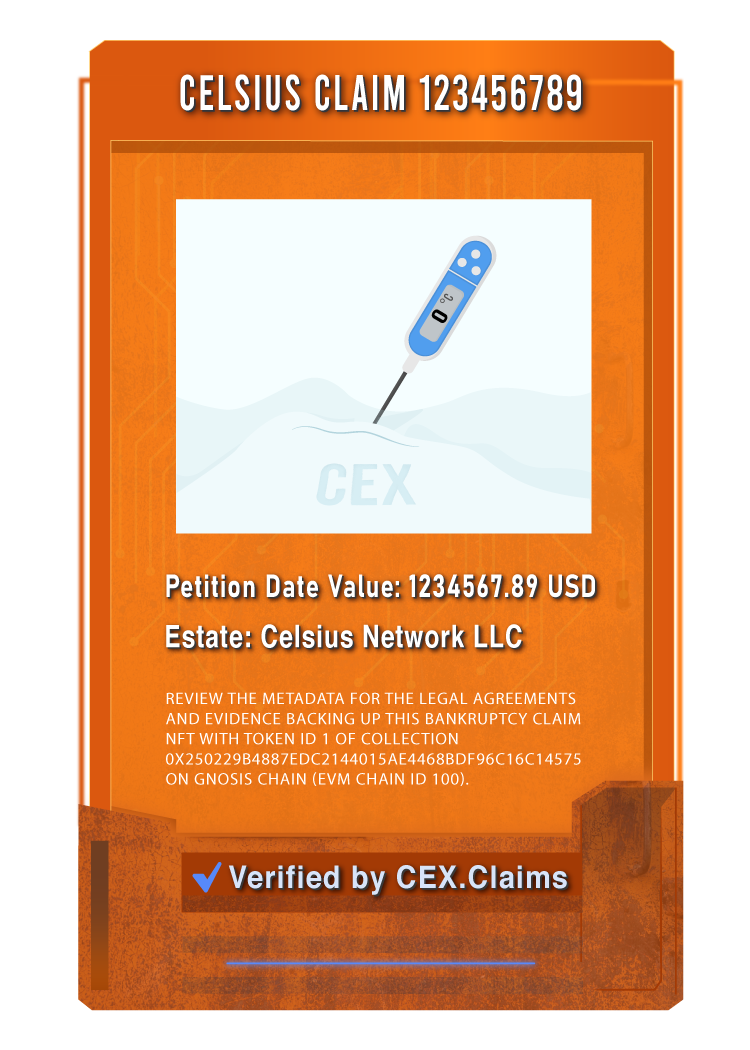 CELSIUS CLAIM 123456789
0 °C
CEX
Petition Date Value: 1234567.89 USD
Estate: Celsius Network LLC
REVIEW THE METADATA FOR THE LEGAL AGREEMENTS
AND EVIDENCE BACKING UP THIS BANKRUPTCY CLAIM
NFT WITH TOKEN ID 1 OF COLLECTION
0X250229B4887EDC2144015AE4468BDF96C16C14575
ON GNOSIS CHAIN (EVM CHAIN ID 100).
Verified by CEX.Claims